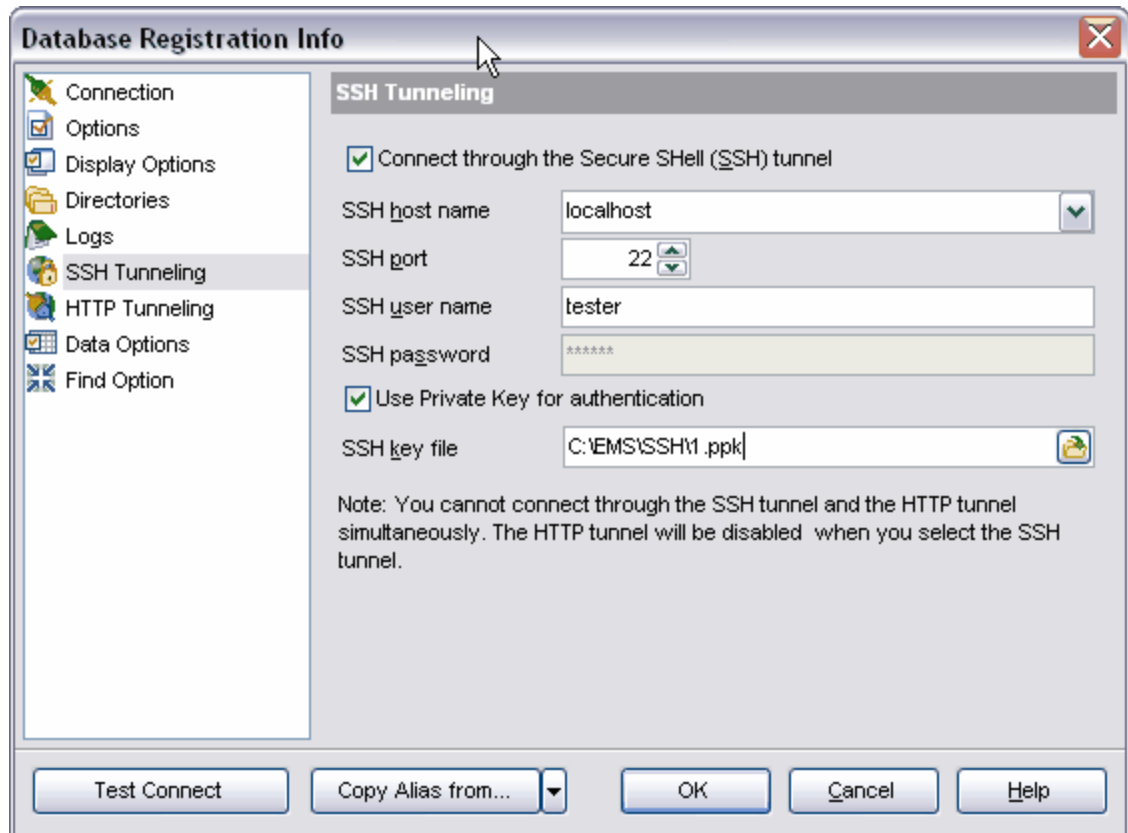 Database Registration Info
Connection
Options
Display Options
Directories
Logs
SSH Tunneling
HTTP Tunneling
Data Options
Find Option
SSH Tunneling
Connect through the Secure SHell (SSH) tunnel
SSH host name localhost
SSH port 22
SSH user name tester
SSH password ******
Use Private Key for authentication
SSH key file C:\EMS\SSH\1.ppk
Note: You cannot connect through the SSH tunnel and the HTTP tunnel
simultaneously. The HTTP tunnel will be disabled when you select the SSH
tunnel.
Test Connect Copy Alias from... OK Cancel Help